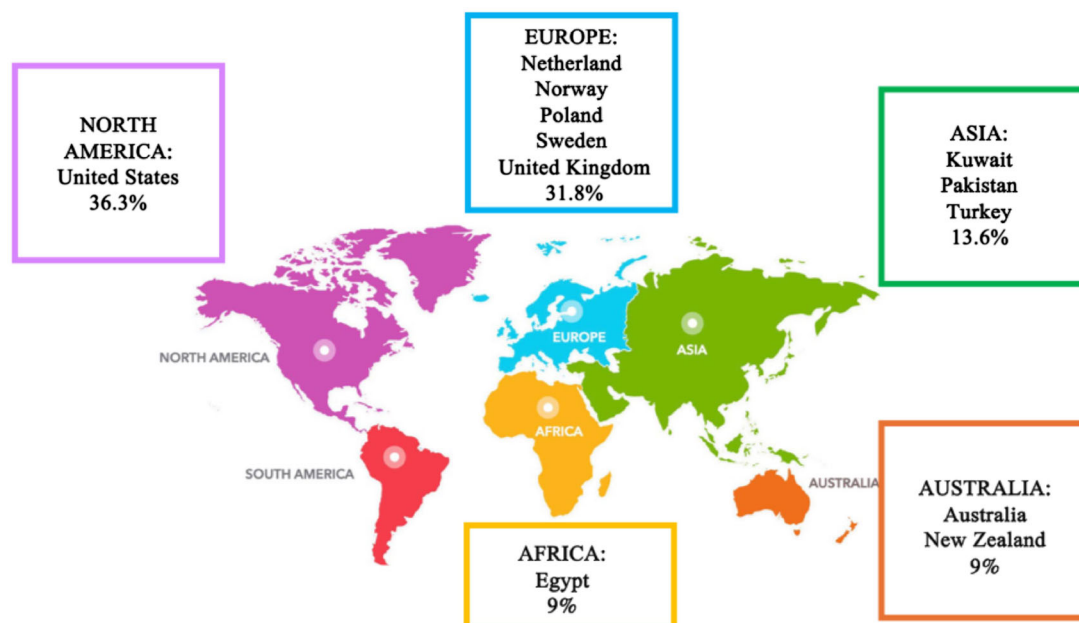 EUROPE:
Netherland
Norway
Poland
Sweden
United Kingdom
31.8%
NORTH
AMERICA:
United States
36.3%
ASIA:
Kuwait
Pakistan
Turkey
13.6%
EUROPE
ASIA
NORTH AMERICA
AFRICA
SOUTH AMERICA
AUSTRALIA
AUSTRALIA:
Australia
New Zealand
9%
AFRICA:
Egypt
9%